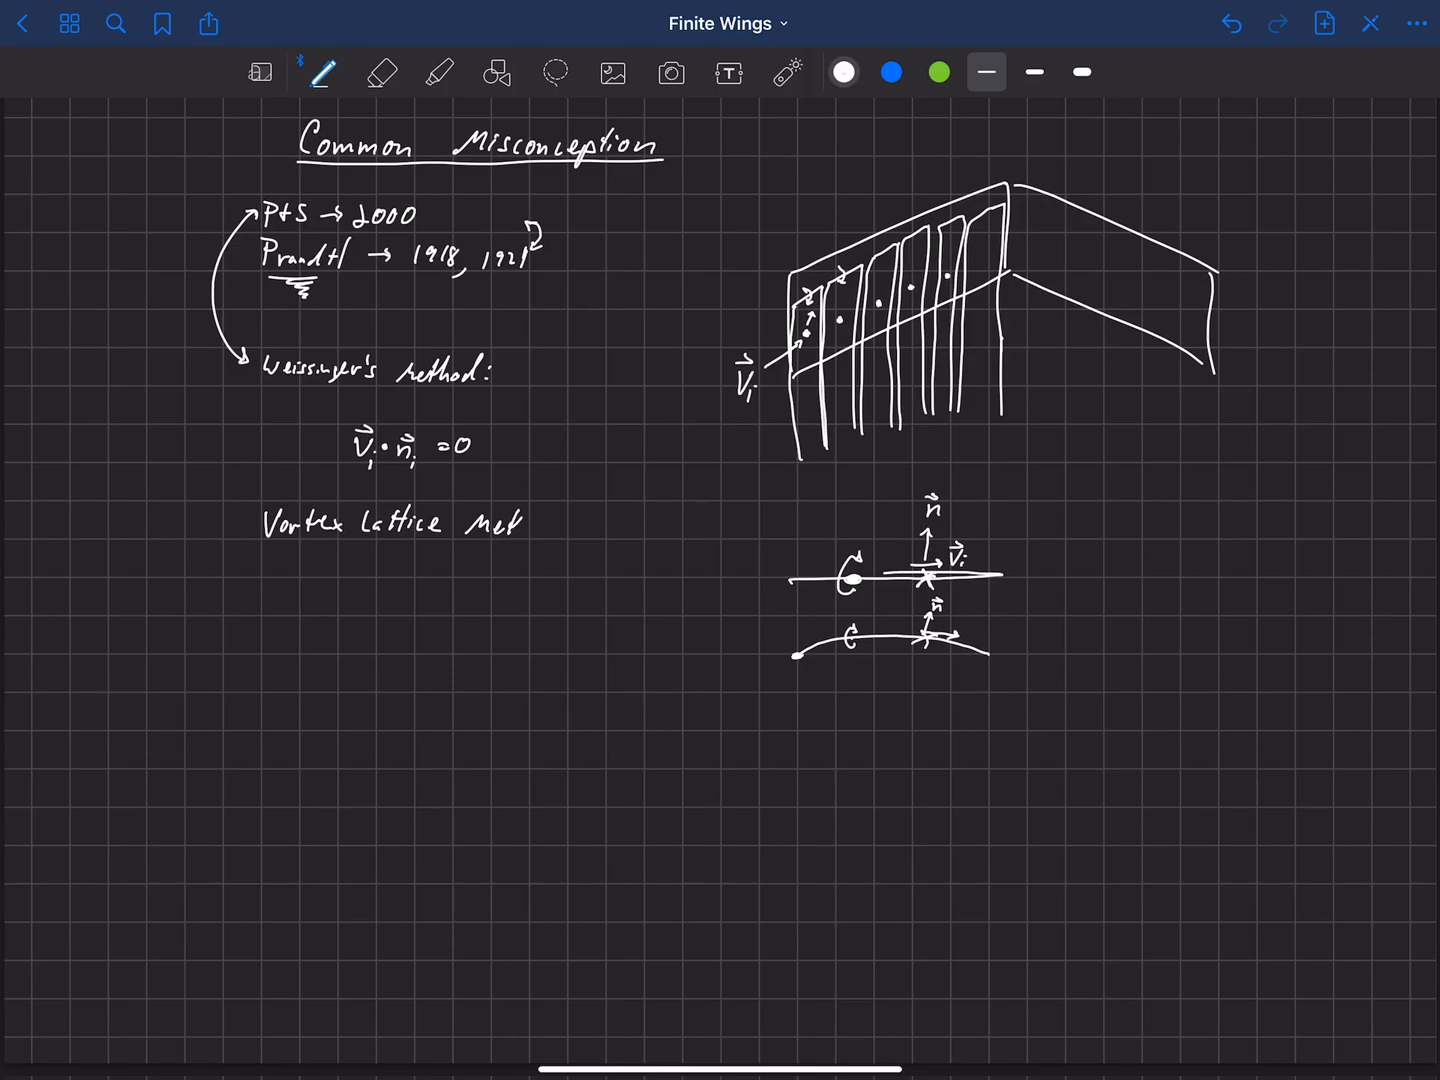 Finite Wings
Common Misconception
P+S → 2000
Prandtl → 1918, 1921
Weissinger's method:
V⃗ᵢ • n⃗ᵢ = 0
Vortex Lattice Met
V⃗ᵢ
n⃗
V⃗ᵢ
n⃗